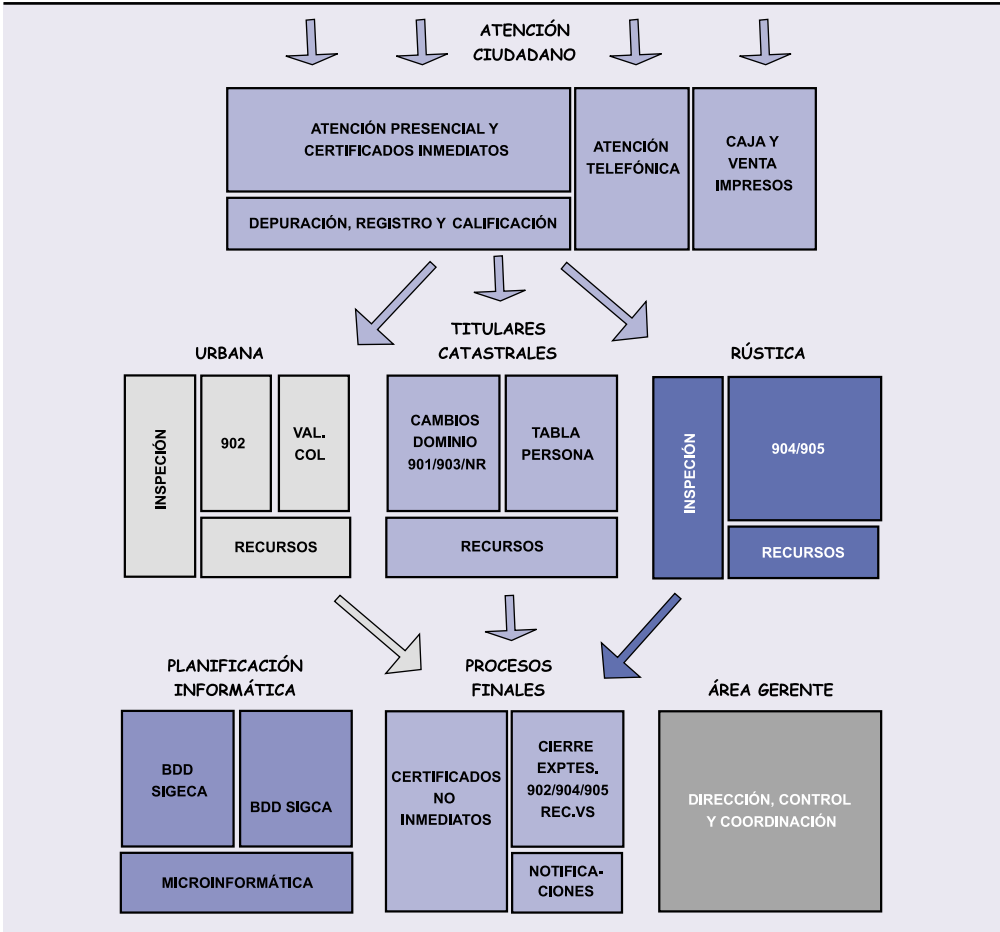 ATENCIÓN
CIUDADANO
ATENCIÓN PRESENCIAL Y
CERTIFICADOS INMEDIATOS
DEPURACIÓN, REGISTRO Y CALIFICACIÓN
ATENCIÓN
TELEFÓNICA
CAJA Y
VENTA
IMPRESOS
URBANA
INSPECIÓN
902
VAL.
COL
RECURSOS
TITULARES
CATASTRALES
CAMBIOS
DOMINIO
901/903/NR
TABLA
PERSONA
RECURSOS
RÚSTICA
INSPECIÓN
904/905
RECURSOS
PLANIFICACIÓN
INFORMÁTICA
BDD
SIGECA
BDD SIGCA
MICROINFORMÁTICA
PROCESOS
FINALES
CERTIFICADOS
NO
INMEDIATOS
CIERRE
EXPTES.
902/904/905
REC.VS
NOTIFICA-
CIONES
ÁREA GERENTE
DIRECCIÓN, CONTROL
Y COORDINACIÓN